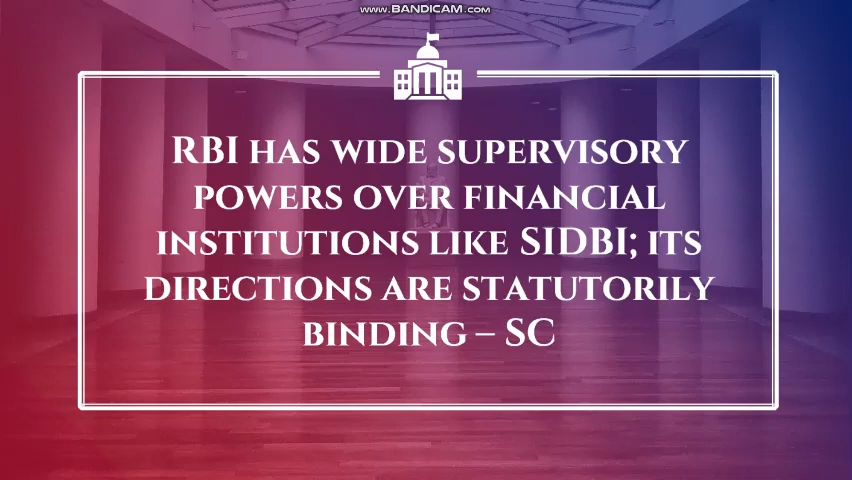 www.BANDICAM.com
RBI HAS WIDE SUPERVISORY
POWERS OVER FINANCIAL
INSTITUTIONS LIKE SIDBI; ITS
DIRECTIONS ARE STATUTORILY
BINDING – SC